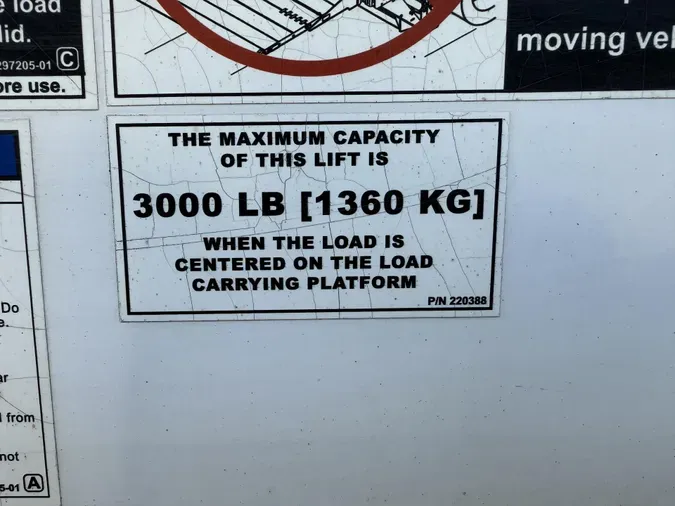 e load
lid.
297205-01 C
ore use.
moving vel
THE MAXIMUM CAPACITY
OF THIS LIFT IS
3000 LB [1360 KG]
WHEN THE LOAD IS
CENTERED ON THE LOAD
CARRYING PLATFORM
P/N 220388
Do
e.
ar
from
not
5-01 A